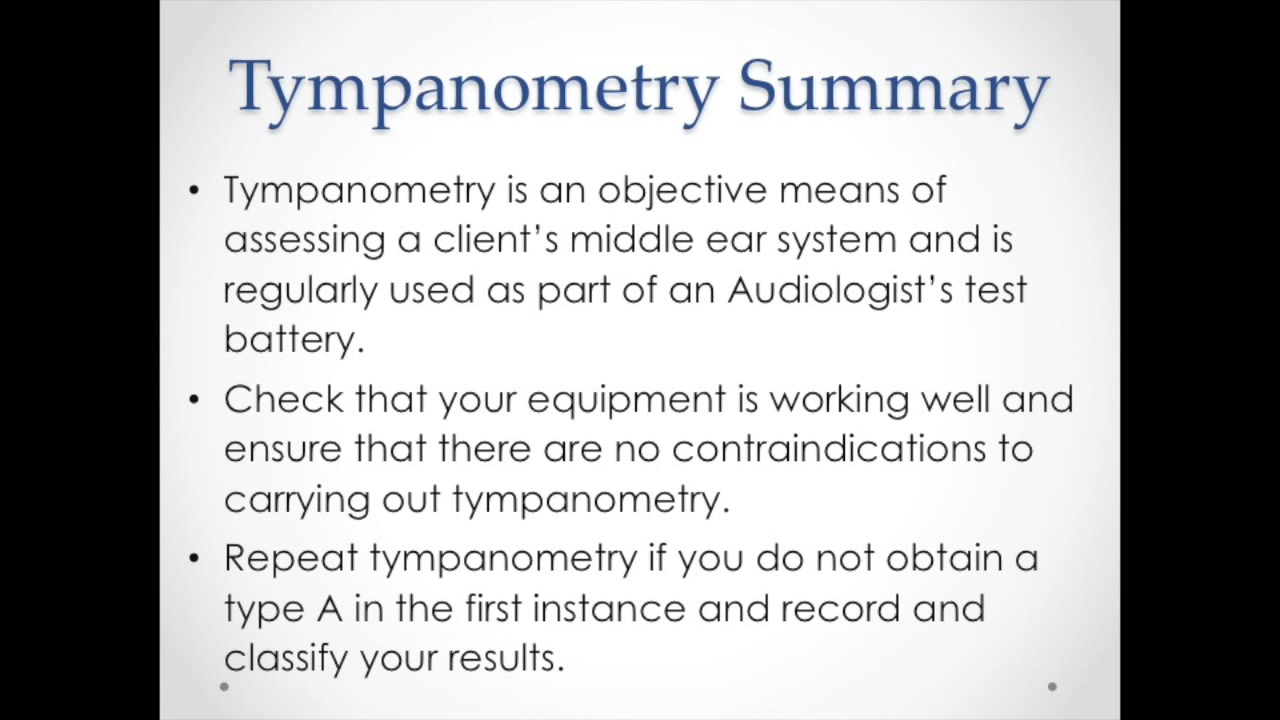 Tympanometry Summary
• Tympanometry is an objective means of
assessing a client’s middle ear system and is
regularly used as part of an Audiologist’s test
battery.
• Check that your equipment is working well and
ensure that there are no contraindications to
carrying out tympanometry.
• Repeat tympanometry if you do not obtain a
type A in the first instance and record and
classify your results.